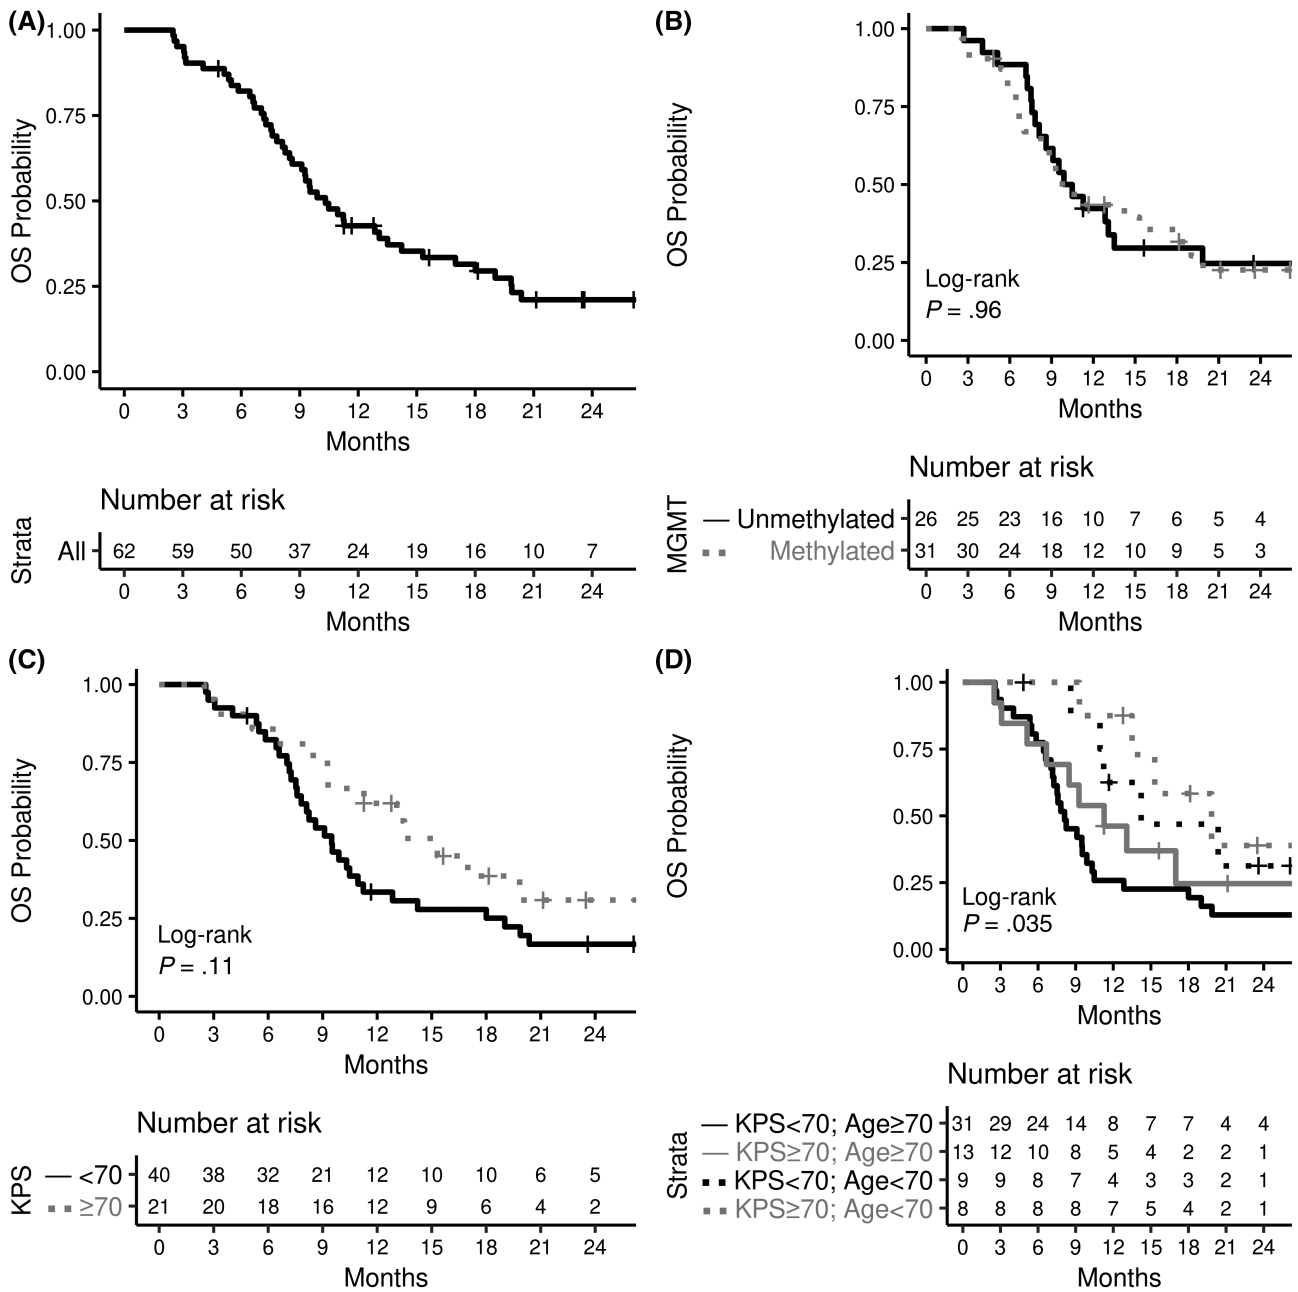 (A)
1.00
0.75
0.50
0.25
0.00
OS Probability
0 3 6 9 12 15 18 21 24
Months
Number at risk
Strata
All 62 59 50 37 24 19 16 10 7
0 3 6 9 12 15 18 21 24
Months
(B)
1.00
0.75
0.50
0.25
0.00
OS Probability
Log-rank
P = .96
0 3 6 9 12 15 18 21 24
Months
Number at risk
MGMT
Unmethylated 26 25 23 16 10 7 6 5 4
Methylated 31 30 24 18 12 10 9 5 3
0 3 6 9 12 15 18 21 24
Months
(C)
1.00
0.75
0.50
0.25
0.00
OS Probability
Log-rank
P = .11
0 3 6 9 12 15 18 21 24
Months
Number at risk
KPS
<70 40 38 32 21 12 10 10 6 5
≥70 21 20 18 16 12 9 6 4 2
0 3 6 9 12 15 18 21 24
Months
(D)
1.00
0.75
0.50
0.25
0.00
OS Probability
Log-rank
P = .035
0 3 6 9 12 15 18 21 24
Months
Number at risk
Strata
KPS<70; Age≥70 31 29 24 14 8 7 7 4 4
KPS≥70; Age≥70 13 12 10 8 5 4 2 2 1
KPS<70; Age<70 9 9 8 7 4 3 3 2 1
KPS≥70; Age<70 8 8 8 8 7 5 4 2 1
0 3 6 9 12 15 18 21 24
Months